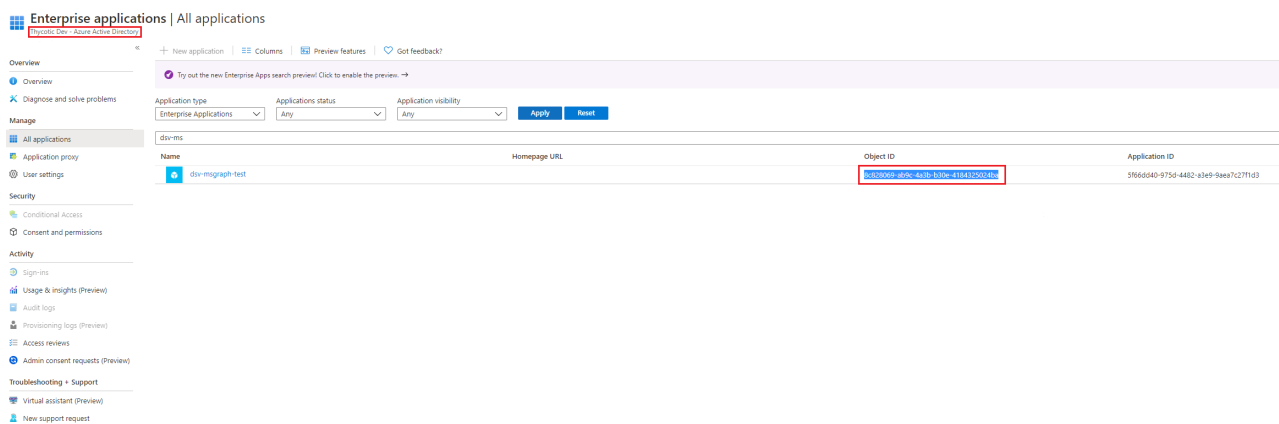 Enterprise applications | All applications
Thycotic Dev - Azure Active Directory
«
Overview
Overview
Diagnose and solve problems
Manage
All applications
Application proxy
User settings
Security
Conditional Access
Consent and permissions
Activity
Sign-ins
Usage & insights (Preview)
Audit logs
Provisioning logs (Preview)
Access reviews
Admin consent requests (Preview)
Troubleshooting + Support
Virtual assistant (Preview)
New support request
New application | Columns | Preview features | Got feedback?
Try out the new Enterprise Apps search preview! Click to enable the preview. →
Application type Applications status Application visibility
Enterprise Applications Any Any Apply Reset
dsv-ms
Name Homepage URL Object ID Application ID
dsv-msgraph-test 8c828069-ab9c-4a3b-b30e-4184325024ba 5f66dd40-975d-4482-a3e9-9aea7c27f1d3